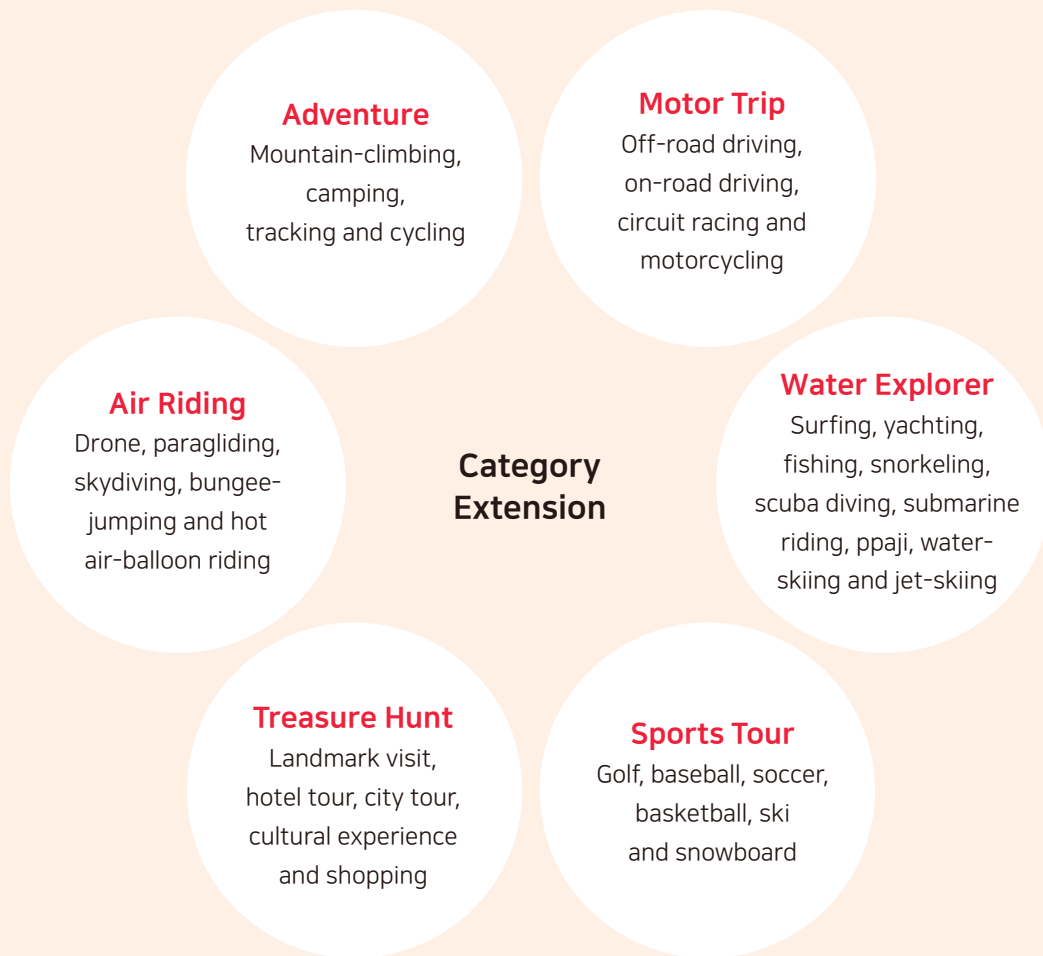 Adventure
Mountain-climbing,
camping,
tracking and cycling
Motor Trip
Off-road driving,
on-road driving,
circuit racing and
motorcycling
Air Riding
Drone, paragliding,
skydiving, bungee-
jumping and hot
air-balloon riding
Category
Extension
Water Explorer
Surfing, yachting,
fishing, snorkeling,
scuba diving, submarine
riding, ppaji, water-
skiing and jet-skiing
Treasure Hunt
Landmark visit,
hotel tour, city tour,
cultural experience
and shopping
Sports Tour
Golf, baseball, soccer,
basketball, ski
and snowboard